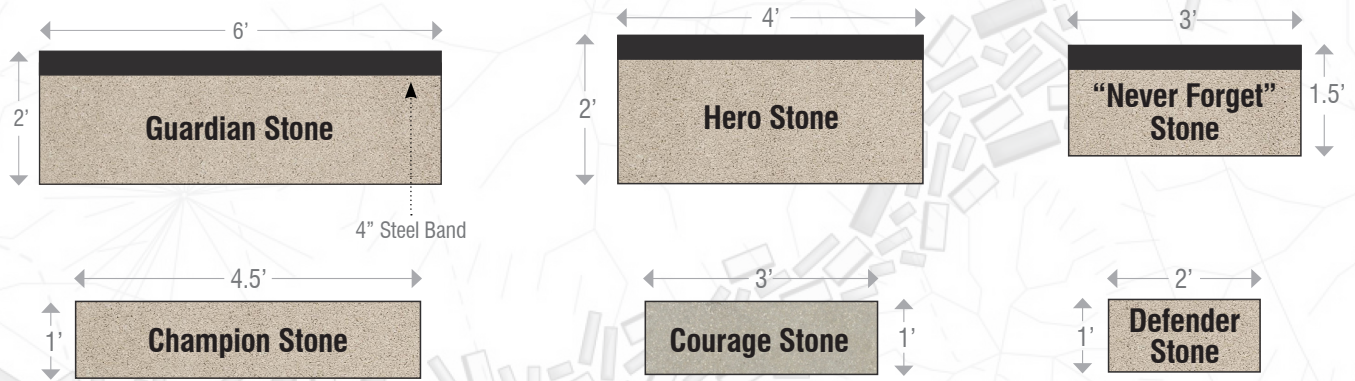 6’
4’
3’
2’
Guardian Stone
2’
Hero Stone
“Never Forget”
Stone
1.5’
4” Steel Band
4.5’
3’
2’
1’
Champion Stone
Courage Stone
1’
1’
Defender
Stone